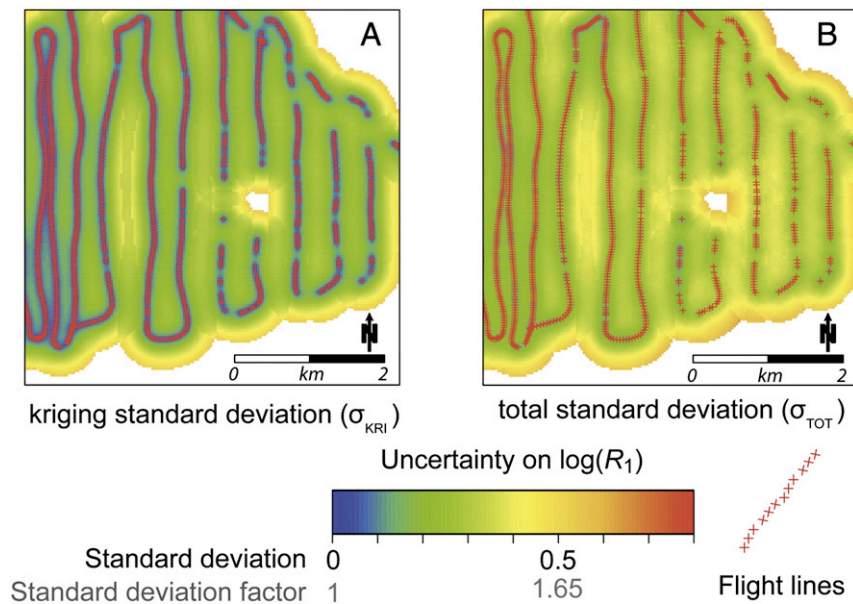 A
B
N
N
0 km 2
0 km 2
kriging standard deviation (σKRI)
total standard deviation (σTOT)
Uncertainty on log(R1)
Standard deviation 0 0.5
Standard deviation factor 1 1.65
Flight lines